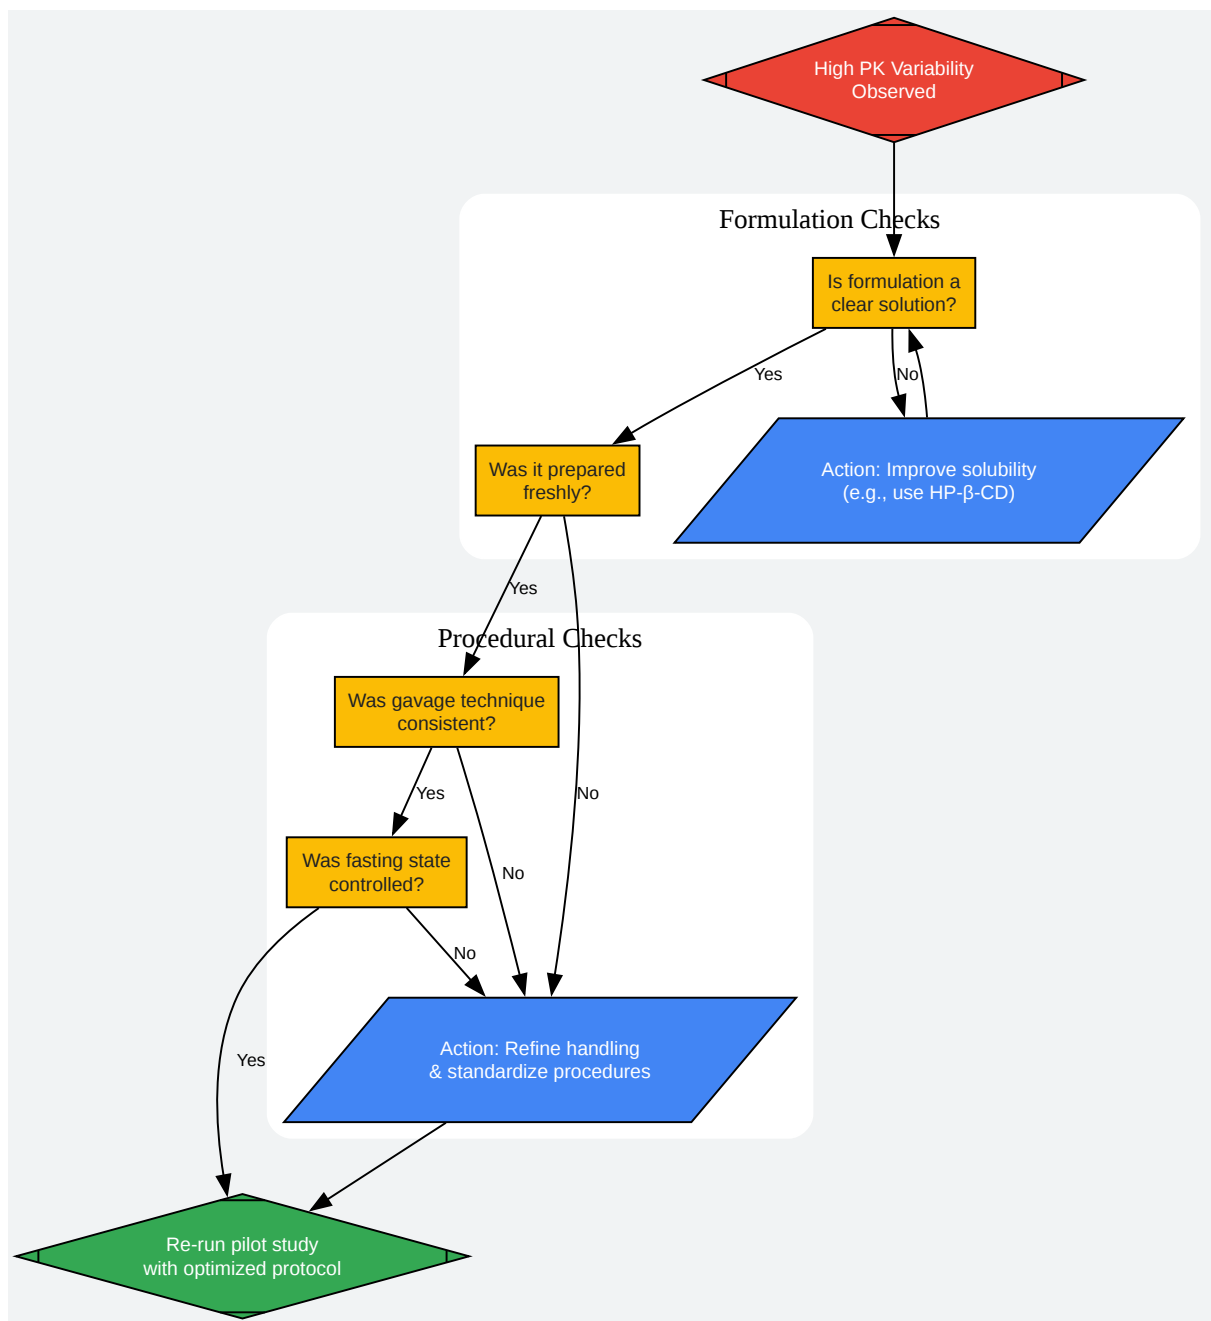 High PK Variability
Observed
Formulation Checks
Is formulation a
clear solution?
Yes
No
Was it prepared
freshly?
Action: Improve solubility
(e.g., use HP-β-CD)
Yes
Procedural Checks
Was gavage technique
consistent?
Yes
No
Was fasting state
controlled?
No
No
Yes
Action: Refine handling
& standardize procedures
Re-run pilot study
with optimized protocol